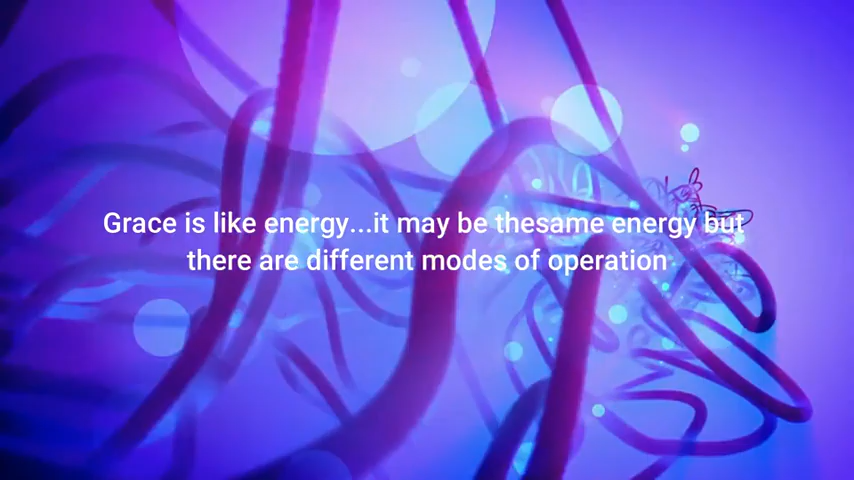 Grace is like energy...it may be thesame energy but
there are different modes of operation